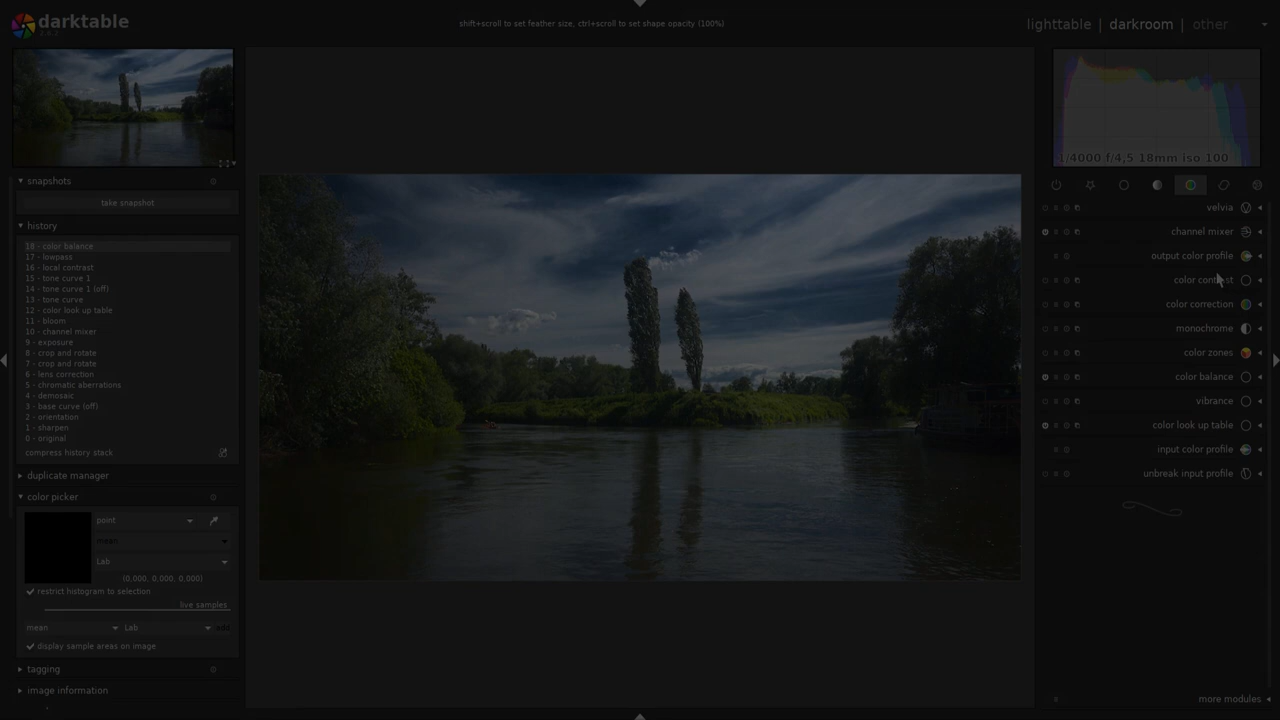 darktable
2.6.2
shift+scroll to set feather size, ctrl+scroll to set shape opacity (100%)
lighttable | darkroom | other
1/4000 f/4,5 18mm iso 100
snapshots
take snapshot
history
18 - color balance
17 - lowpass
16 - local contrast
15 - tone curve 1
14 - tone curve 1 (off)
13 - tone curve
12 - color look up table
11 - bloom
10 - channel mixer
9 - exposure
8 - crop and rotate
7 - crop and rotate
6 - lens correction
5 - chromatic aberrations
4 - demosaic
3 - base curve (off)
2 - orientation
1 - sharpen
0 - original
compress history stack
duplicate manager
color picker
point
mean
Lab
(0,000, 0,000, 0,000)
restrict histogram to selection
live samples
mean Lab add
display sample areas on image
tagging
image information
velvia
channel mixer
output color profile
color contrast
color correction
monochrome
color zones
color balance
vibrance
color look up table
input color profile
unbreak input profile
more modules